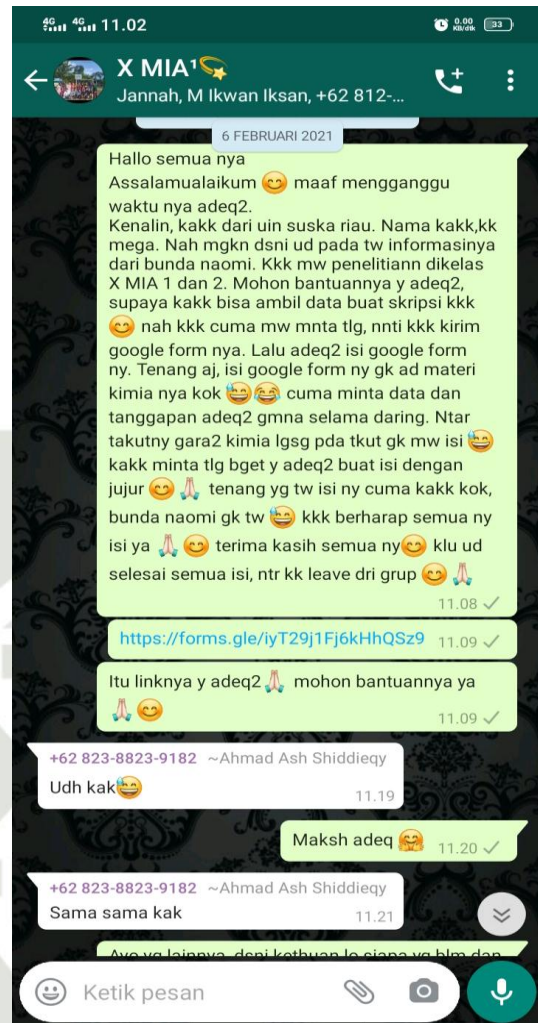 4G 4G 11.02 0.00 KB/dtk 33
X MIA¹💫
Jannah, M Ikwan Iksan, +62 812-...
6 FEBRUARI 2021
Hallo semua nya
Assalamualaikum 😊 maaf mengganggu
waktu nya adeq2.
Kenalin, kakk dari uin suska riau. Nama kakk,kk
mega. Nah mgkn dsni ud pada tw informasinya
dari bunda naomi. Kkk mw penelitiann dikelas
X MIA 1 dan 2. Mohon bantuannya y adeq2,
supaya kakk bisa ambil data buat skripsi kkk
😊 nah kkk cuma mw mnta tlg, nnti kkk kirim
google form nya. Lalu adeq2 isi google form
ny. Tenang aj, isi google form ny gk ad materi
kimia nya kok 😅😂 cuma minta data dan
tanggapan adeq2 gmna selama daring. Ntar
takutny gara2 kimia lgsg pda tkut gk mw isi 😅
kakk minta tlg bget y adeq2 buat isi dengan
jujur 😊🙏🏻 tenang yg tw isi ny cuma kakk kok,
bunda naomi gk tw 😅 kkk berharap semua ny
isi ya 🙏🏻😊 terima kasih semua ny😊 klu ud
selesai semua isi, ntr kk leave dri grup 😊🙏🏻
11.08
https://forms.gle/iyT29j1Fj6kHhQSz9 11.09
Itu linknya y adeq2🙏🏻 mohon bantuannya ya
🙏🏻😊
11.09
+62 823-8823-9182 ~Ahmad Ash Shiddieqy
Udh kak😅
11.19
Maksh adeq 🤗 11.20
+62 823-8823-9182 ~Ahmad Ash Shiddieqy
Sama sama kak
11.21
Ayo yg lainnya, dsni kethuan lo siapa yg blm dan
Ketik pesan